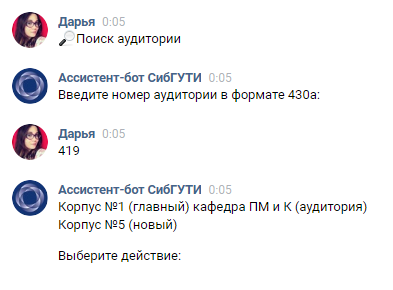 Дарья 0:05
🔎Поиск аудитории
Ассистент-бот СибГУТИ 0:05
Введите номер аудитории в формате 430а:
Дарья 0:05
419
Ассистент-бот СибГУТИ 0:05
Корпус №1 (главный) кафедра ПМ и К (аудитория)
Корпус №5 (новый)
Выберите действие: